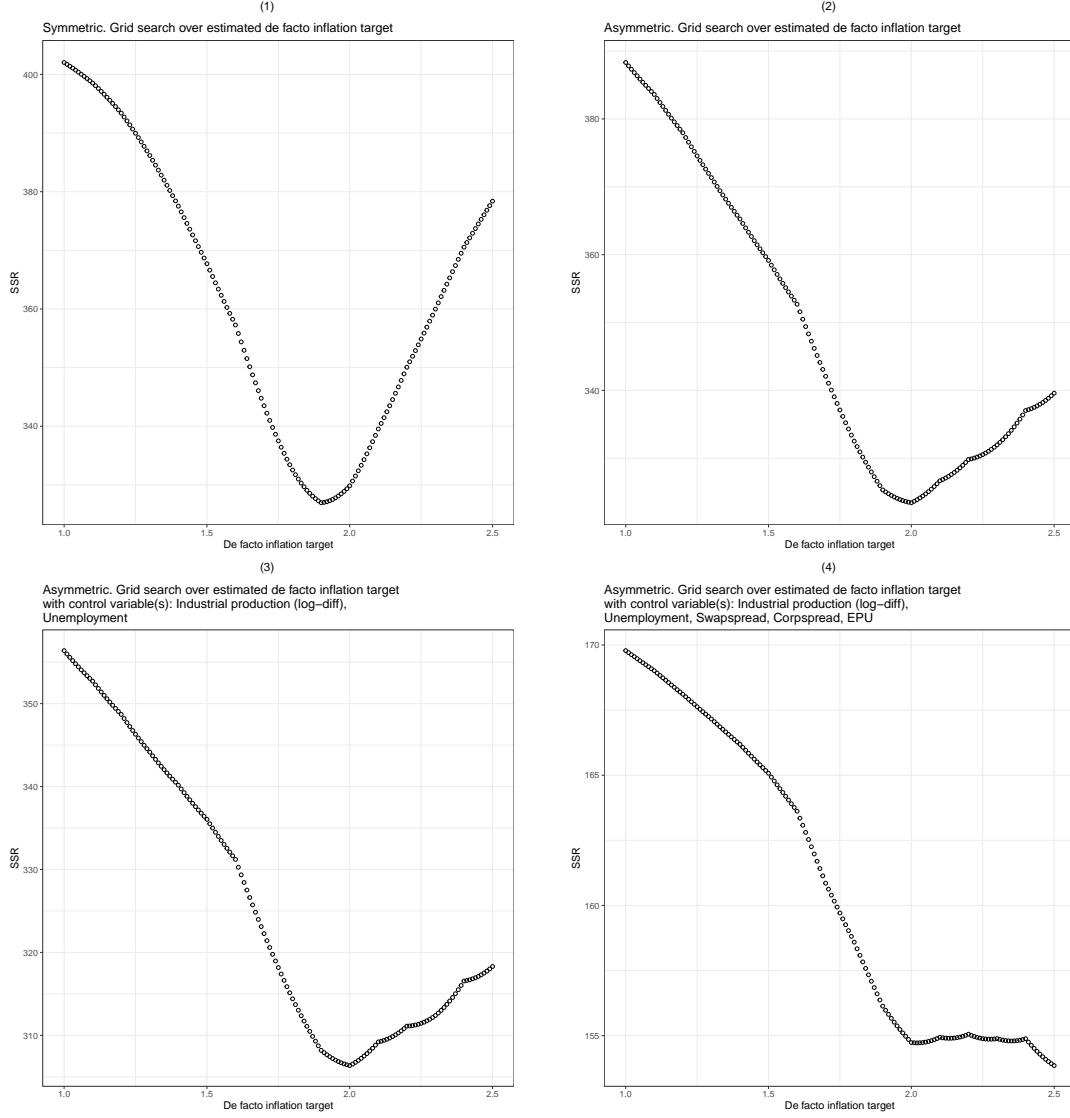 (1)
Symmetric. Grid search over estimated de facto inflation target
400
380
360
340
SSR
1.0 1.5 2.0 2.5
De facto inflation target
(2)
Asymmetric. Grid search over estimated de facto inflation target
380
360
340
SSR
1.0 1.5 2.0 2.5
De facto inflation target
(3)
Asymmetric. Grid search over estimated de facto inflation target
with control variable(s): Industrial production (log−diff),
Unemployment
350
340
330
320
310
SSR
1.0 1.5 2.0 2.5
De facto inflation target
(4)
Asymmetric. Grid search over estimated de facto inflation target
with control variable(s): Industrial production (log−diff),
Unemployment, Swapspread, Corpspread, EPU
170
165
160
155
SSR
1.0 1.5 2.0 2.5
De facto inflation target